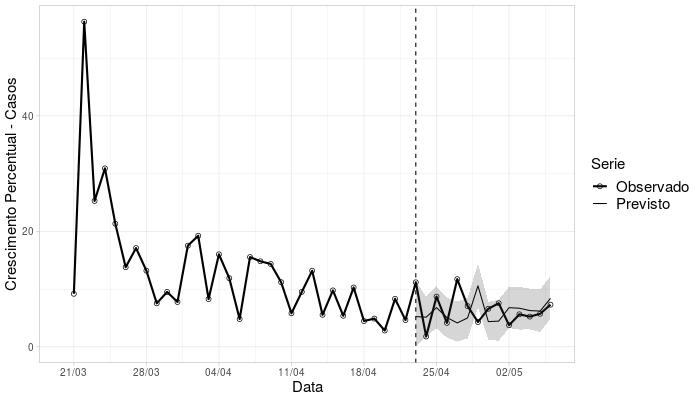 Crescimento Percentual - Casos
40
20
0
21/03 28/03 04/04 11/04 18/04 25/04 02/05
Data
Serie
Observado
Previsto